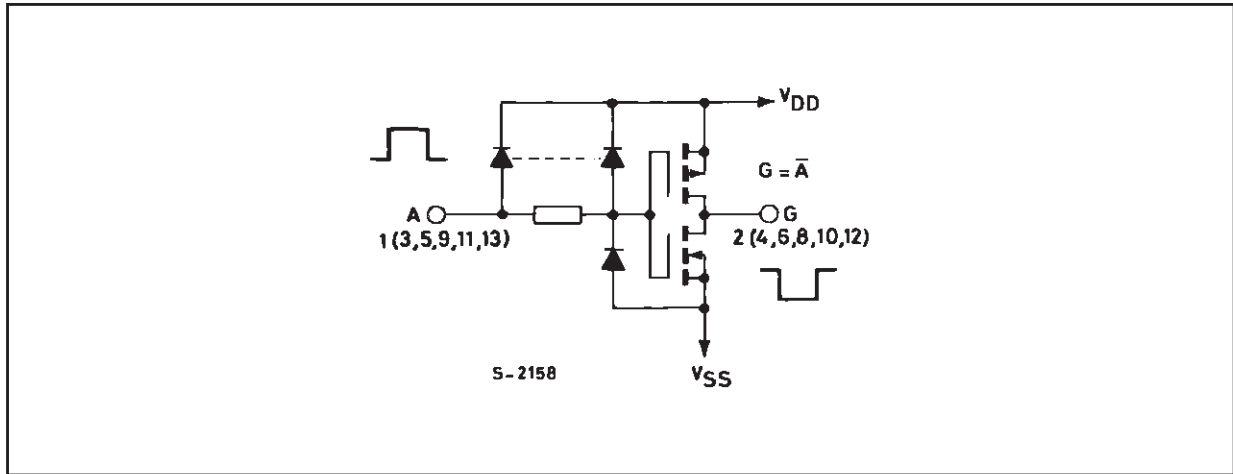 VDD
G = A̅
A
G
1 (3,5,9,11,13)
2 (4,6,8,10,12)
S-2158
VSS